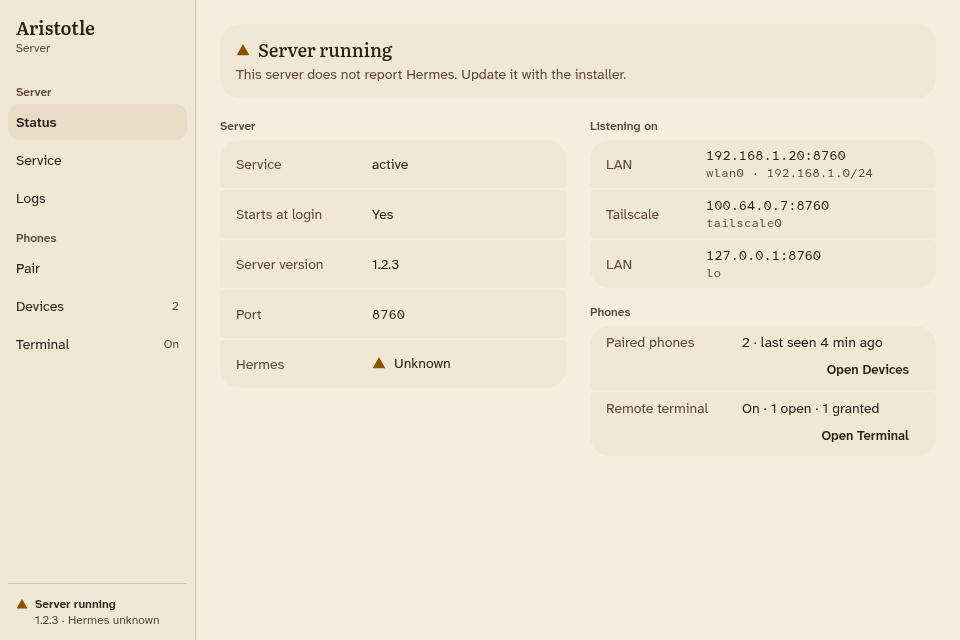 Aristotle
Server
Server
Status
Service
Logs
Phones
Pair
Devices 2
Terminal On
Server running
1.2.3 · Hermes unknown
Server running
This server does not report Hermes. Update it with the installer.
Server
Service active
Starts at login Yes
Server version 1.2.3
Port 8760
Hermes Unknown
Listening on
LAN 192.168.1.20:8760
wlan0 · 192.168.1.0/24
Tailscale 100.64.0.7:8760
tailscale0
LAN 127.0.0.1:8760
lo
Phones
Paired phones 2 · last seen 4 min ago
Open Devices
Remote terminal On · 1 open · 1 granted
Open Terminal